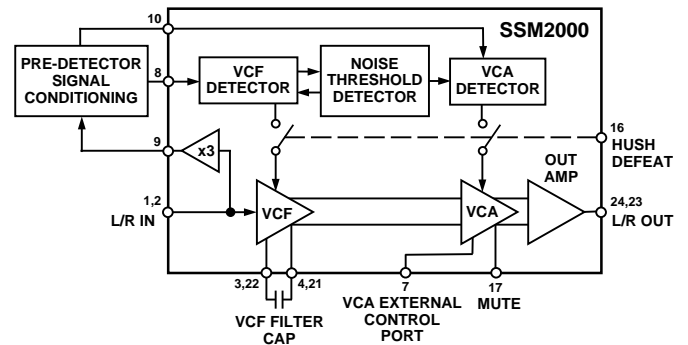 10
SSM2000
PRE-DETECTOR
SIGNAL
CONDITIONING
8
VCF
DETECTOR
NOISE
THRESHOLD
DETECTOR
VCA
DETECTOR
9
x3
16
HUSH
DEFEAT
OUT
AMP
1,2
L/R IN
VCF
VCA
24,23
L/R OUT
3,22
4,21
7
17
VCF FILTER
CAP
VCA EXTERNAL
CONTROL
PORT
MUTE